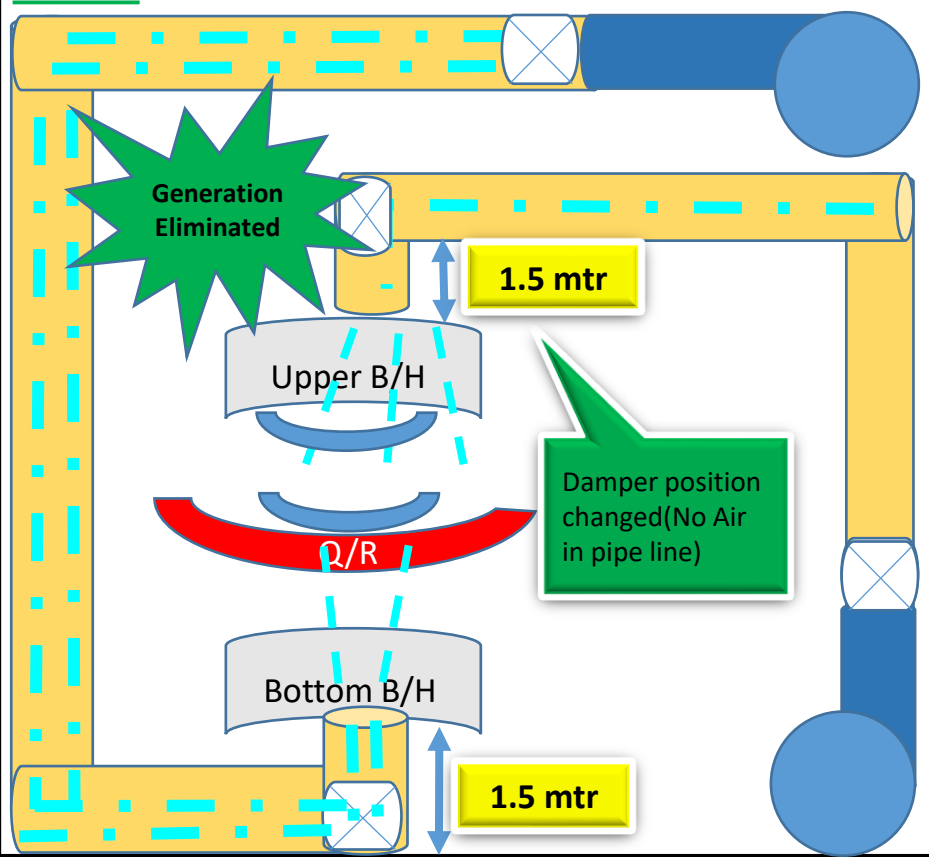 Generation
Eliminated
1.5 mtr
Upper B/H
Damper position
changed(No Air
in pipe line)
Q/R
Bottom B/H
1.5 mtr